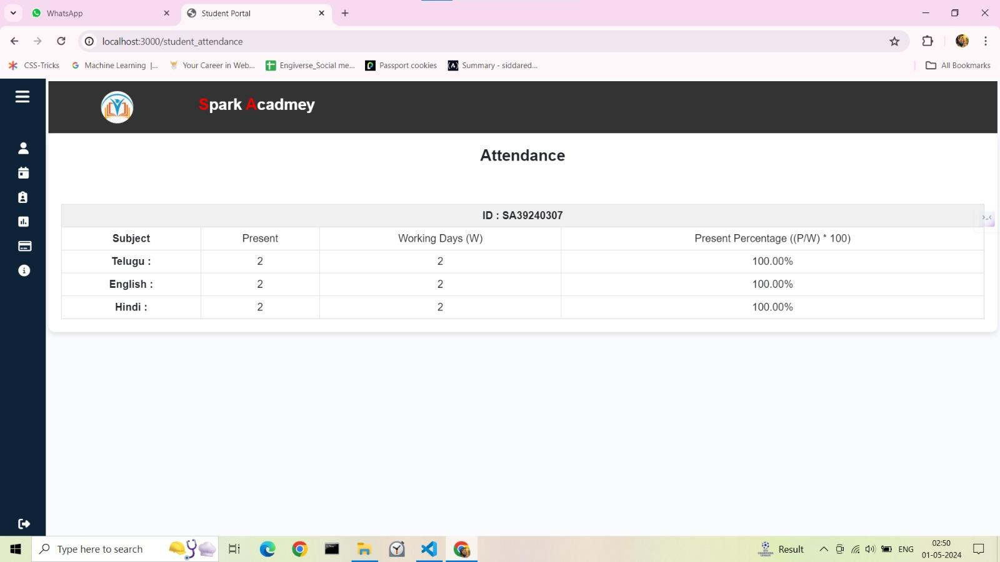 WhatsApp
Student Portal
localhost:3000/student_attendance
CSS-Tricks
Machine Learning |...
Your Career in Web...
Engiverse_Social me...
Passport cookies
Summary - siddared...
All Bookmarks
Spark Acadmey
Attendance
ID : SA39240307
Subject Present Working Days (W) Present Percentage ((P/W) * 100)
Telugu : 2 2 100.00%
English : 2 2 100.00%
Hindi : 2 2 100.00%
Type here to search
Result
ENG
02:50
01-05-2024